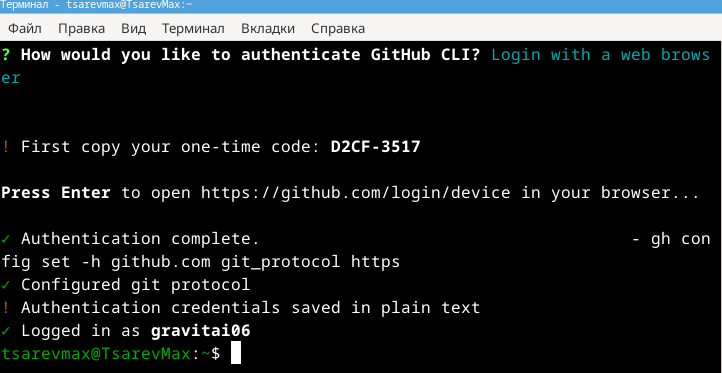 Терминал - tsarevmax@TsarevMax:~
Файл Правка Вид Терминал Вкладки Справка
? How would you like to authenticate GitHub CLI? Login with a web brows
er
! First copy your one-time code: D2CF-3517
Press Enter to open https://github.com/login/device in your browser...
✓ Authentication complete. - gh con
fig set -h github.com git_protocol https
✓ Configured git protocol
! Authentication credentials saved in plain text
✓ Logged in as gravitai06
tsarevmax@TsarevMax:~$